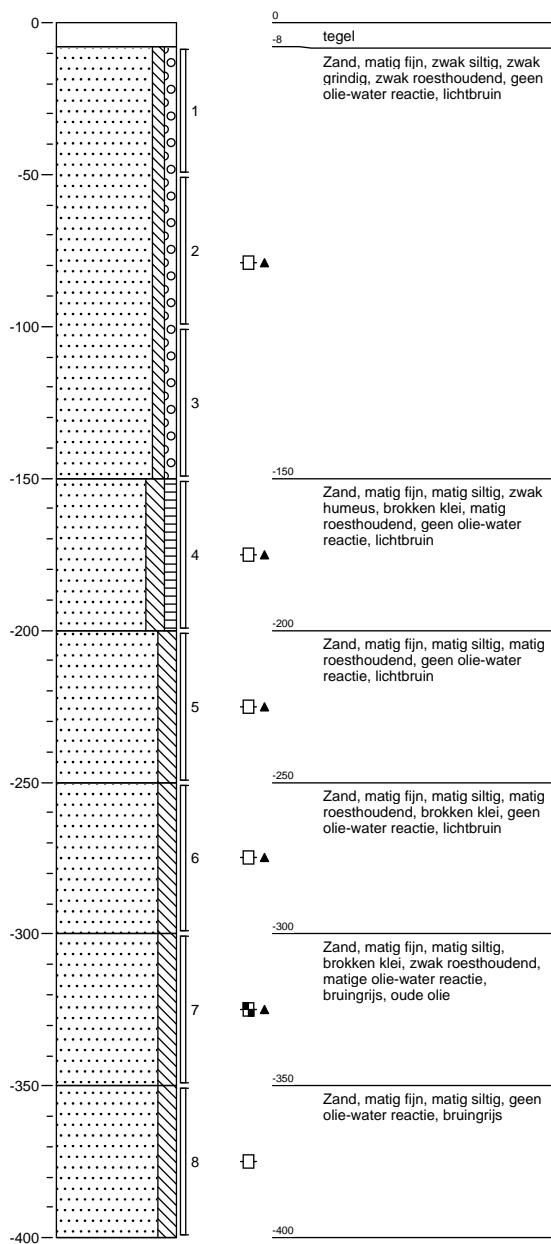 0
0
-8
tegel
Zand, matig fijn, zwak siltig, zwak
grindig, zwak roesthoudend, geen
olie-water reactie, lichtbruin
1
-50
2
-100
3
-150
-150
Zand, matig fijn, matig siltig, zwak
humeus, brokken klei, matig
roesthoudend, geen olie-water
reactie, lichtbruin
4
-200
-200
Zand, matig fijn, matig siltig, matig
roesthoudend, geen olie-water
reactie, lichtbruin
5
-250
-250
Zand, matig fijn, matig siltig, matig
roesthoudend, brokken klei, geen
olie-water reactie, lichtbruin
6
-300
-300
Zand, matig fijn, matig siltig,
brokken klei, zwak roesthoudend,
matige olie-water reactie,
bruingrijs, oude olie
7
-350
-350
Zand, matig fijn, matig siltig, geen
olie-water reactie, bruingrijs
8
-400
-400